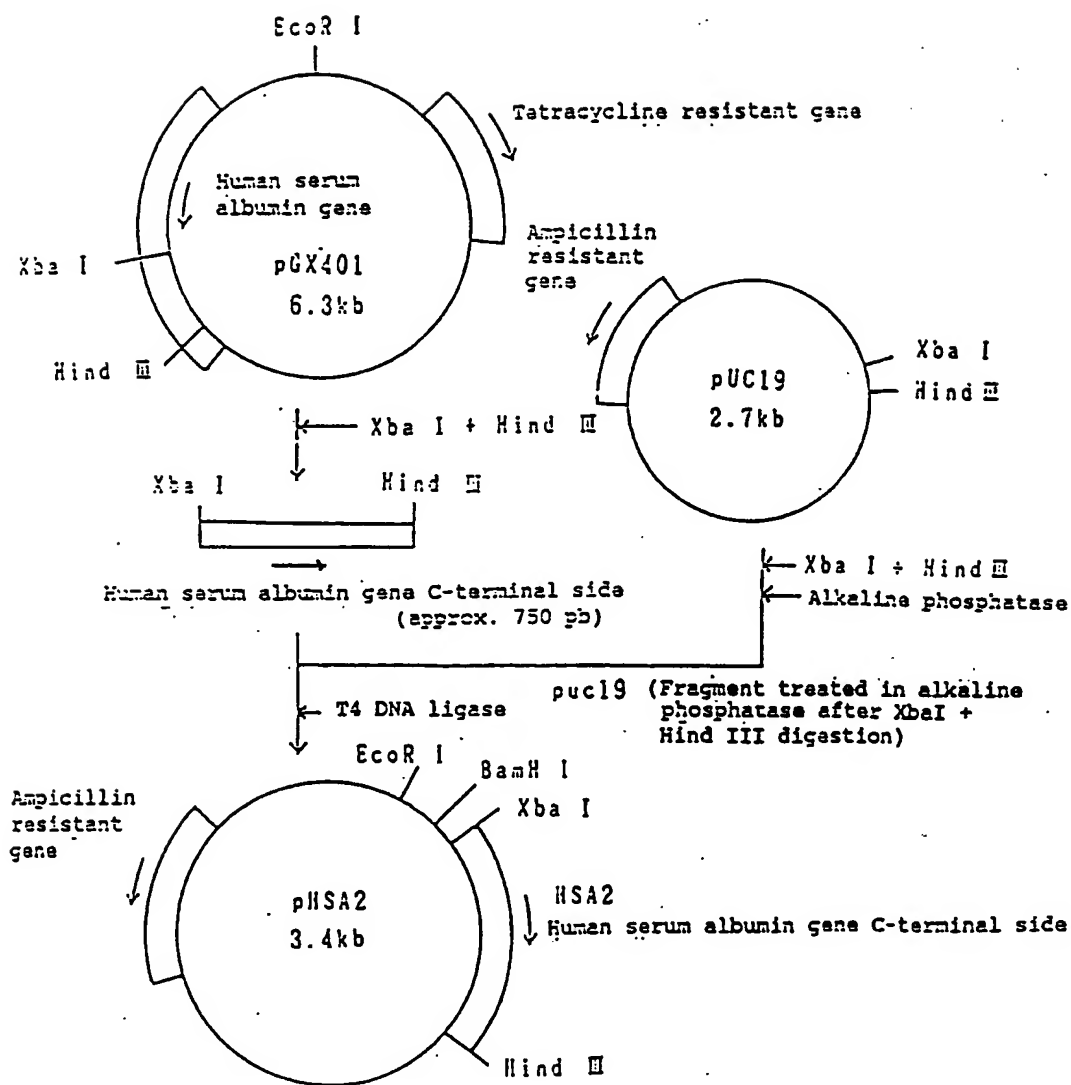 EcoR I
Tatracycline resistant gene
Human serum
albumin gene
Ampicillin
resistant
gene
Xba I
pGX401
6.3kb
Hind III
Xba I
Hind III
pUC19
2.7kb
Xba I + Hind III
Xba I
Hind III
Human serum albumin gene C-terminal side
(approx. 750 pb)
Xba I + Hind III
Alkaline phosphatase
puc19 (Fragment treated in alkaline
phosphatase after XbaI +
Hind III digestion)
T4 DNA ligase
EcoR I
BamH I
Xba I
Ampicillin
resistant
gene
pHSA2
3.4kb
HSA2
Human serum albumin gene C-terminal side
Hind III